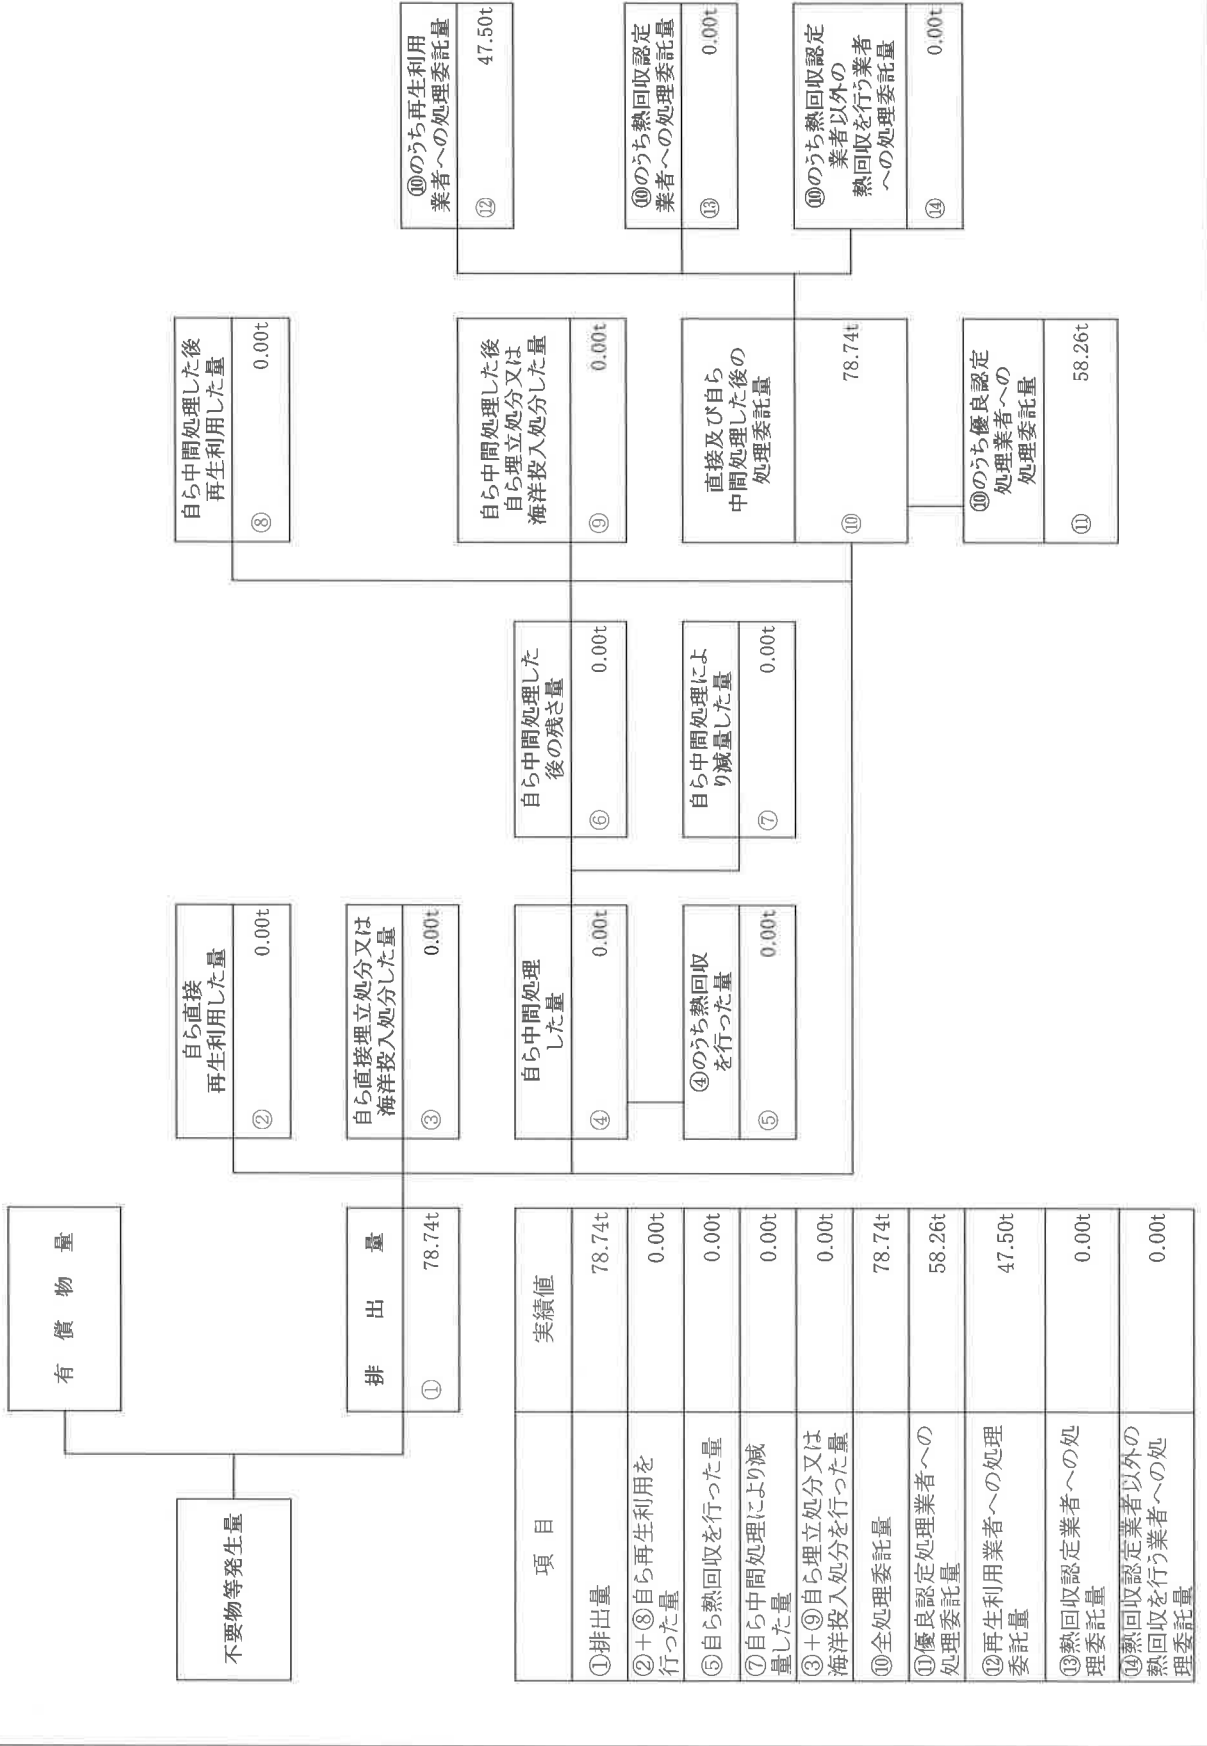 有償物量
不要物等発生量
排出量
① 78.74t
自ら直接
再生利用した量
② 0.00t
自ら直接埋立処分又は
海洋投入処分した量
③ 0.00t
自ら中間処理
した量
④ 0.00t
④のうち熱回収
を行った量
⑤ 0.00t
自ら中間処理した
後の残さ量
⑥ 0.00t
自ら中間処理によ
り減量した量
⑦ 0.00t
自ら中間処理した後
再生利用した量
⑧ 0.00t
自ら中間処理した後
自ら埋立処分又は
海洋投入処分した量
⑨ 0.00t
直接及び自ら
中間処理した後の
処理委託量
⑩ 78.74t
⑩のうち優良認定
処理業者への
処理委託量
⑪ 58.26t
⑩のうち再生利用
業者への処理委託量
⑫ 47.50t
⑩のうち熱回収認定
業者への処理委託量
⑬ 0.00t
⑩のうち熱回収認定
業者以外の
熱回収を行う業者
への処理委託量
⑭ 0.00t
項目 実績値
①排出量 78.74t
②+⑧自ら再生利用を
行った量 0.00t
⑤自ら熱回収を行った量 0.00t
⑦自ら中間処理により減
量した量 0.00t
③+⑨自ら埋立処分又は
海洋投入処分を行った量 0.00t
⑩全処理委託量 78.74t
⑪優良認定処理業者への
処理委託量 58.26t
⑫再生利用業者への処理
委託量 47.50t
⑬熱回収認定業者への処
理委託量 0.00t
⑭熱回収認定業者以外の
熱回収を行う業者への処
理委託量 0.00t